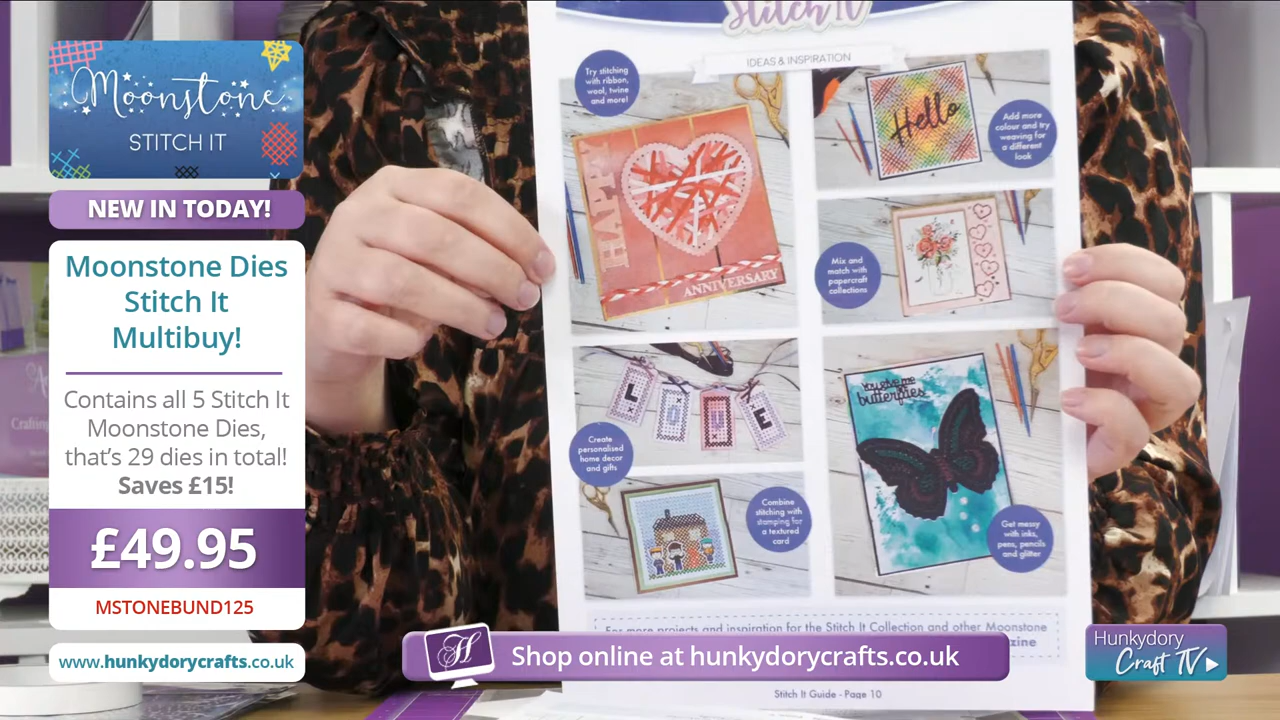 Moonstone
STITCH IT
NEW IN TODAY!
Moonstone Dies
Stitch It
Multibuy!
Contains all 5 Stitch It
Moonstone Dies,
that's 29 dies in total!
Saves £15!
£49.95
MSTONEBUND125
www.hunkydorycrafts.co.uk
Stitch It
IDEAS & INSPIRATION
Try stitching
with ribbon,
wool, twine
and more!
HAPPY
ANNIVERSARY
Hello
Add more
colour and try
weaving for
a different
look
Mix and
match with
papercraft
collections
LOVE
Create
personalised
home decor
and gifts
Combine
stitching with
stamping for
a textured
card
you give me
butterflies
Get messy
with inks,
pens, pencils
and glitter
For more projects and inspiration for the Stitch It Collection and other Moonstone
zine
Stitch It Guide - Page 10
H
Shop online at hunkydorycrafts.co.uk
Hunkydory
Craft TV